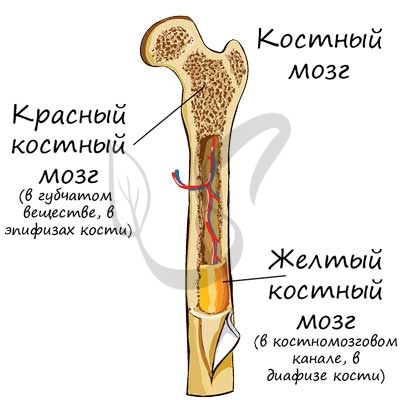 Костный
мозг
Красный
костный
мозг
(в губчатом
веществе, в
эпифизах кости)
Желтый
костный
мозг
(в костномозговом
канале, в
диафизе кости)